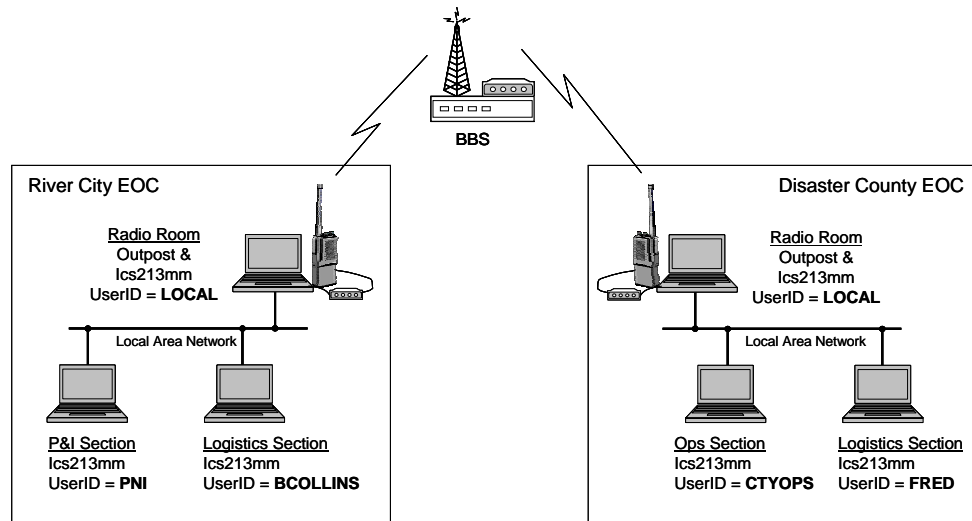 BBS
River City EOC
Radio Room
Outpost &
Ics213mm
UserID = LOCAL
Local Area Network
P&I Section
Ics213mm
UserID = PNI
Logistics Section
Ics213mm
UserID = BCOLLINS
Disaster County EOC
Radio Room
Outpost &
Ics213mm
UserID = LOCAL
Local Area Network
Ops Section
Ics213mm
UserID = CTYOPS
Logistics Section
Ics213mm
UserID = FRED